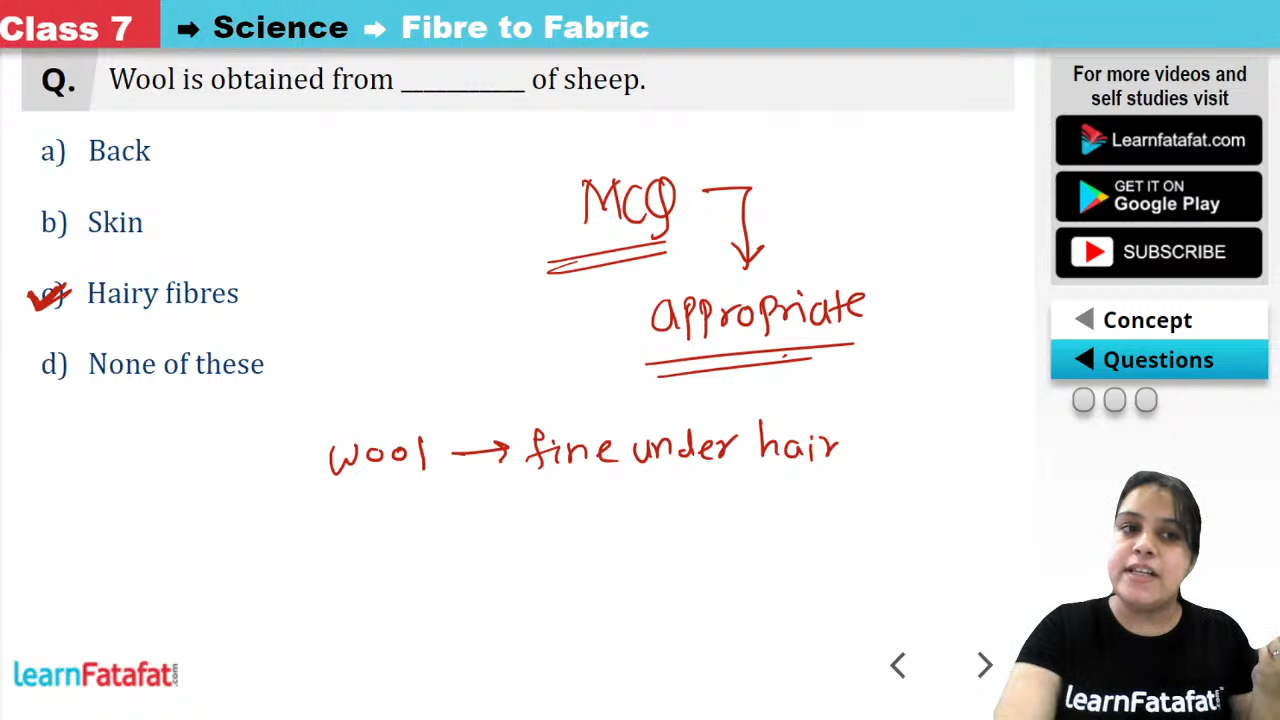 Class 7 ➡ Science ➡ Fibre to Fabric
Q. Wool is obtained from __________ of sheep.
a) Back
b) Skin
c) Hairy fibres
d) None of these
MCQ
appropriate
wool → fine under hair
For more videos and
self studies visit
Learnfatafat.com
GET IT ON
Google Play
SUBSCRIBE
Concept
Questions
learnFatafat.com
learnFatafat